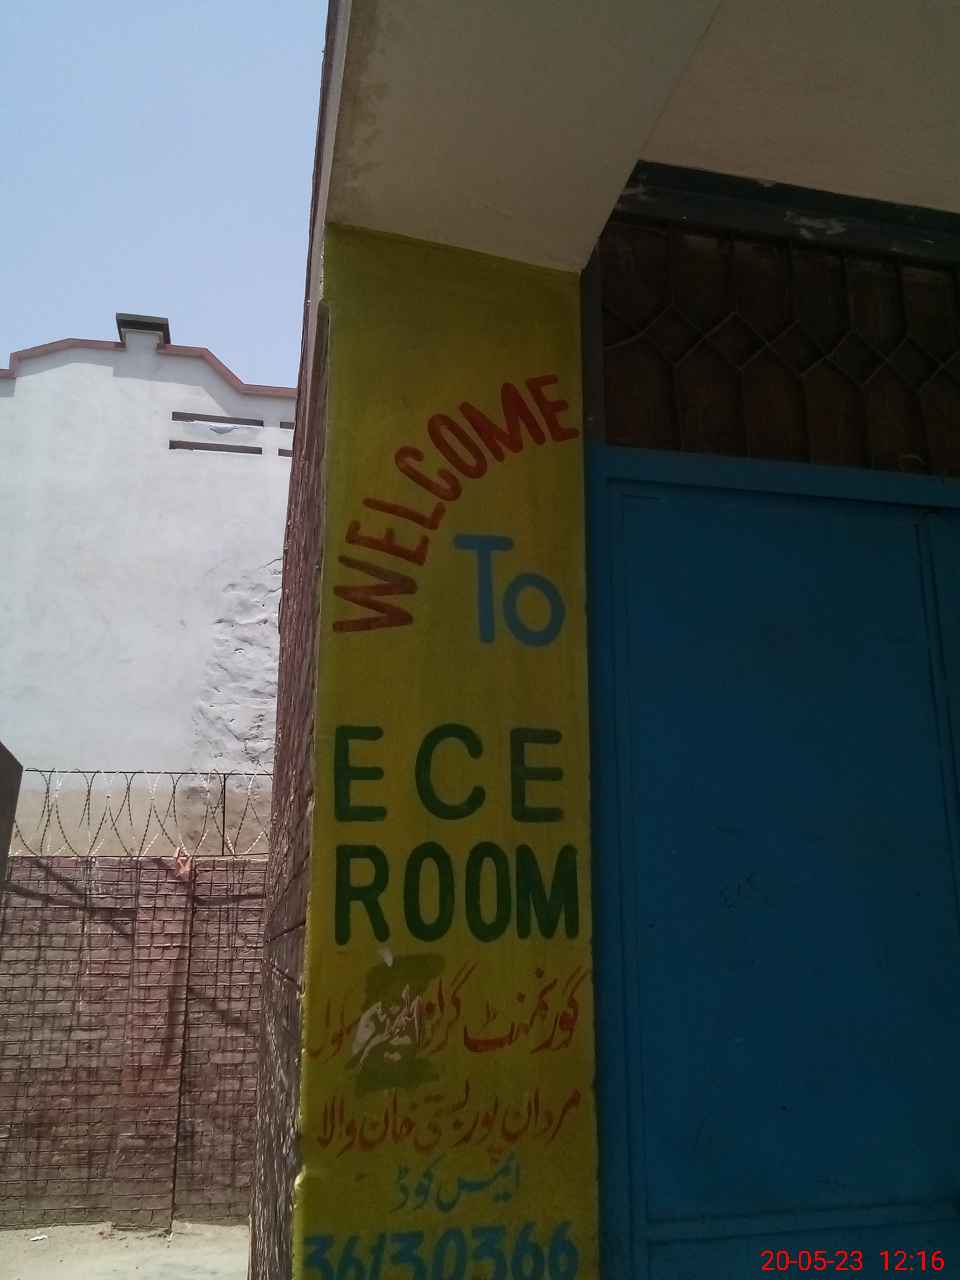 WELCOME
To
ECE
ROOM
گورنمنٹ گرلز ایلیمنٹری سکول
مردان پور بستی خان والا
ایمس کوڈ
36130366
20-05-23 12:16